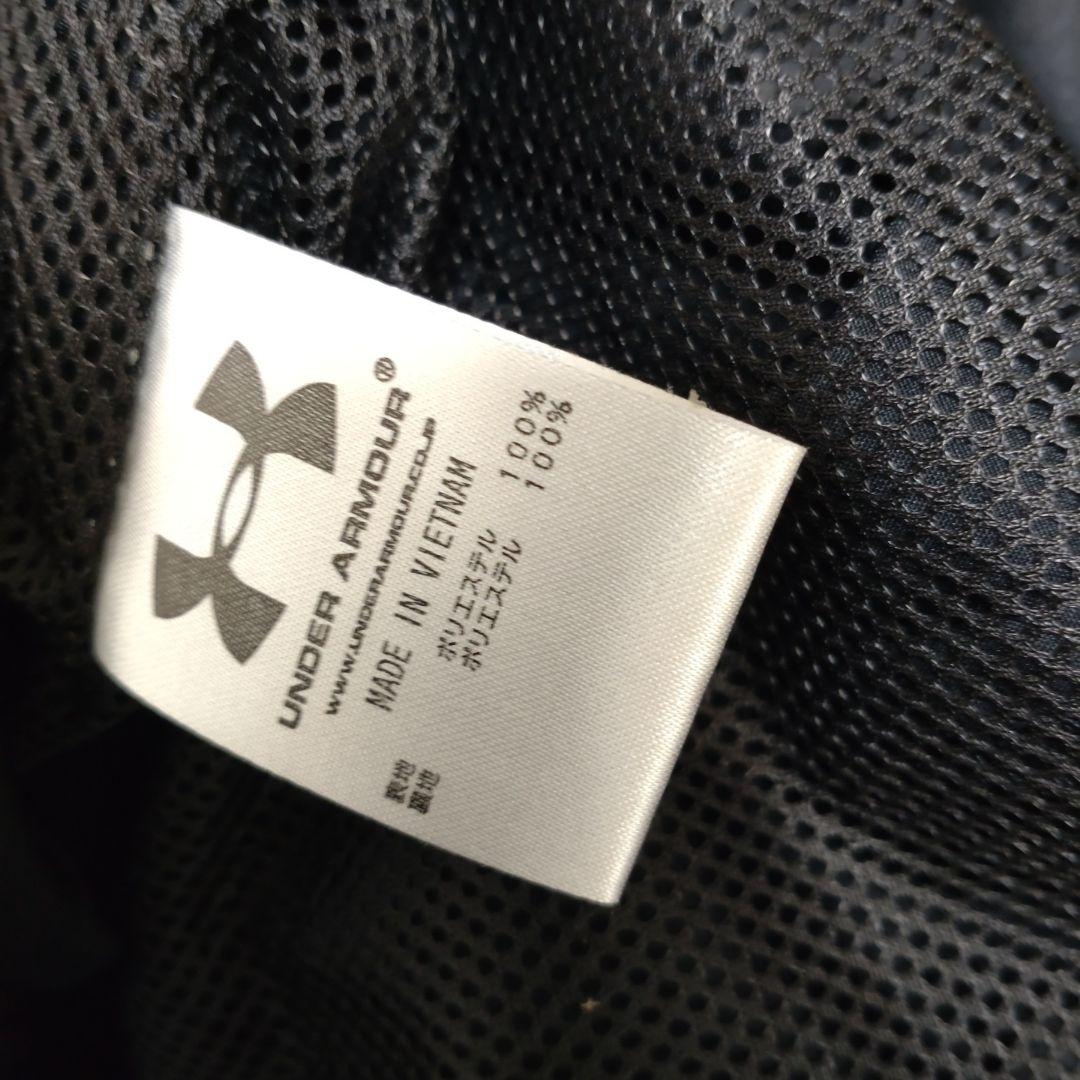 UNDER ARMOUR®
WWW.UNDERARMOUR.CO.JP
MADE IN VIETNAM
表地 ポリエステル 100%
裏地 ポリエステル 100%